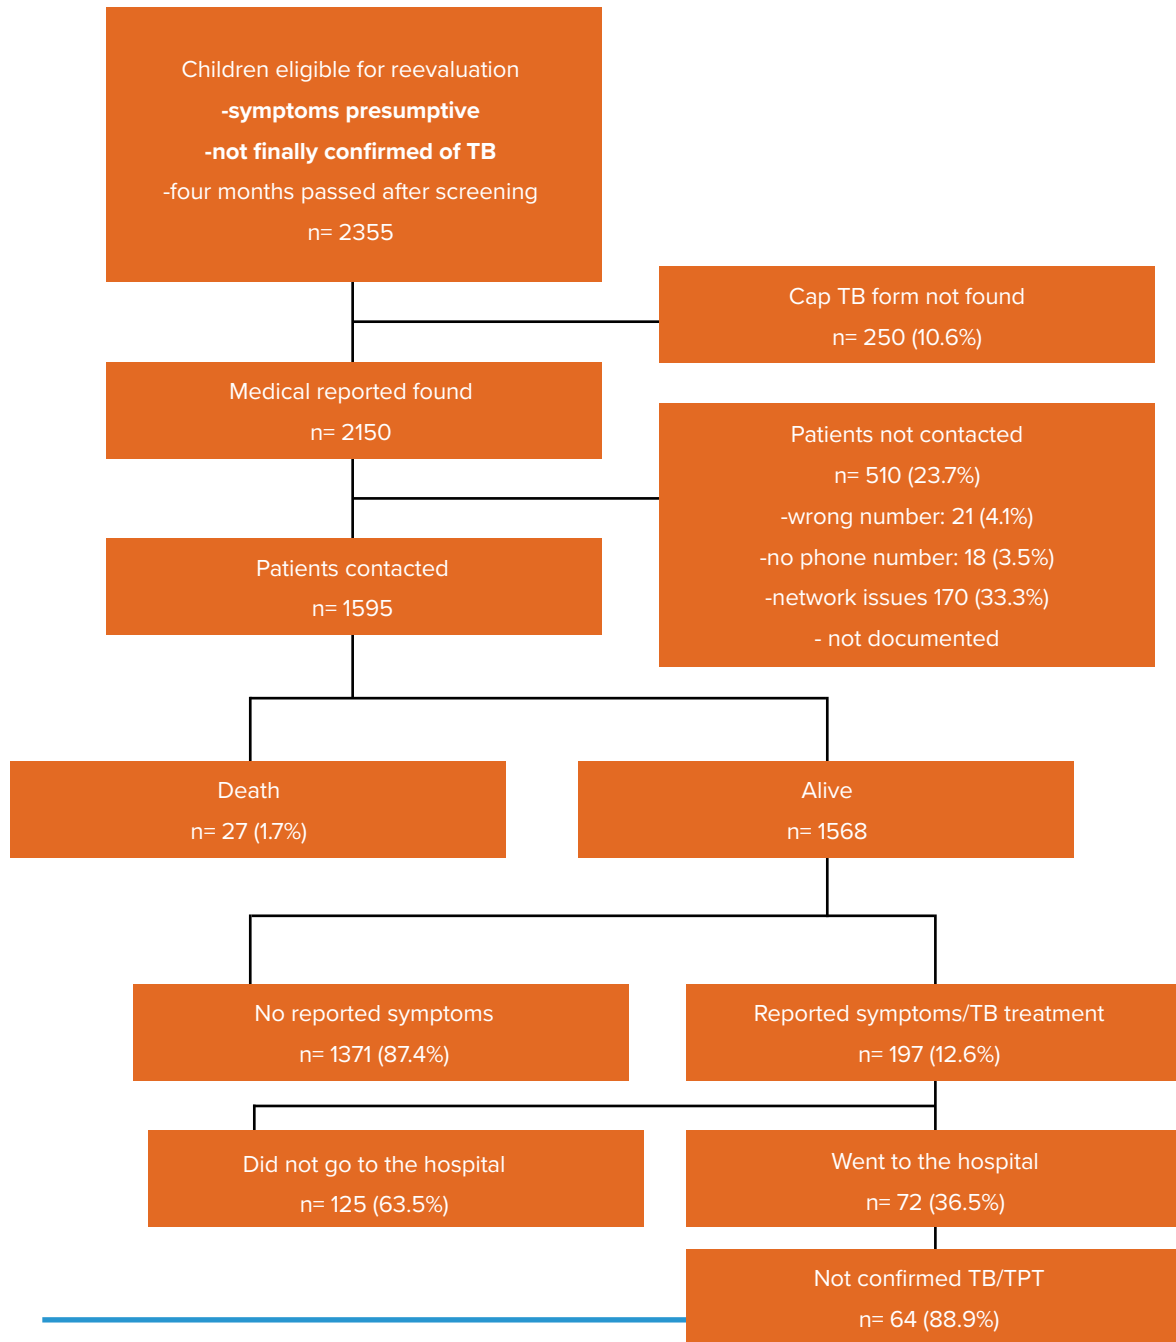 Children eligible for reevaluation
-symptoms presumptive
-not finally confirmed of TB
-four months passed after screening
n= 2355
Cap TB form not found
n= 250 (10.6%)
Medical reported found
n= 2150
Patients not contacted
n= 510 (23.7%)
-wrong number: 21 (4.1%)
-no phone number: 18 (3.5%)
-network issues 170 (33.3%)
- not documented
Patients contacted
n= 1595
Death
n= 27 (1.7%)
Alive
n= 1568
No reported symptoms
n= 1371 (87.4%)
Reported symptoms/TB treatment
n= 197 (12.6%)
Did not go to the hospital
n= 125 (63.5%)
Went to the hospital
n= 72 (36.5%)
Not confirmed TB/TPT
n= 64 (88.9%)